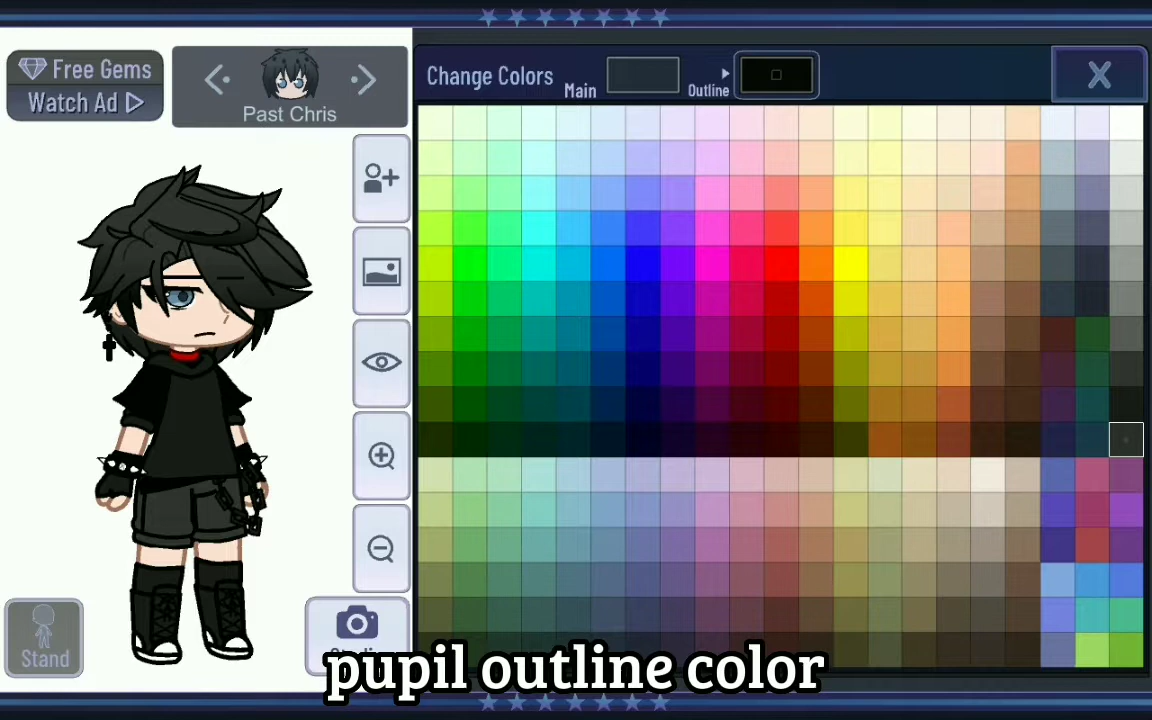 Free Gems
Watch Ad
Past Chris
Change Colors
Main
Outline
X
Stand
pupil outline color